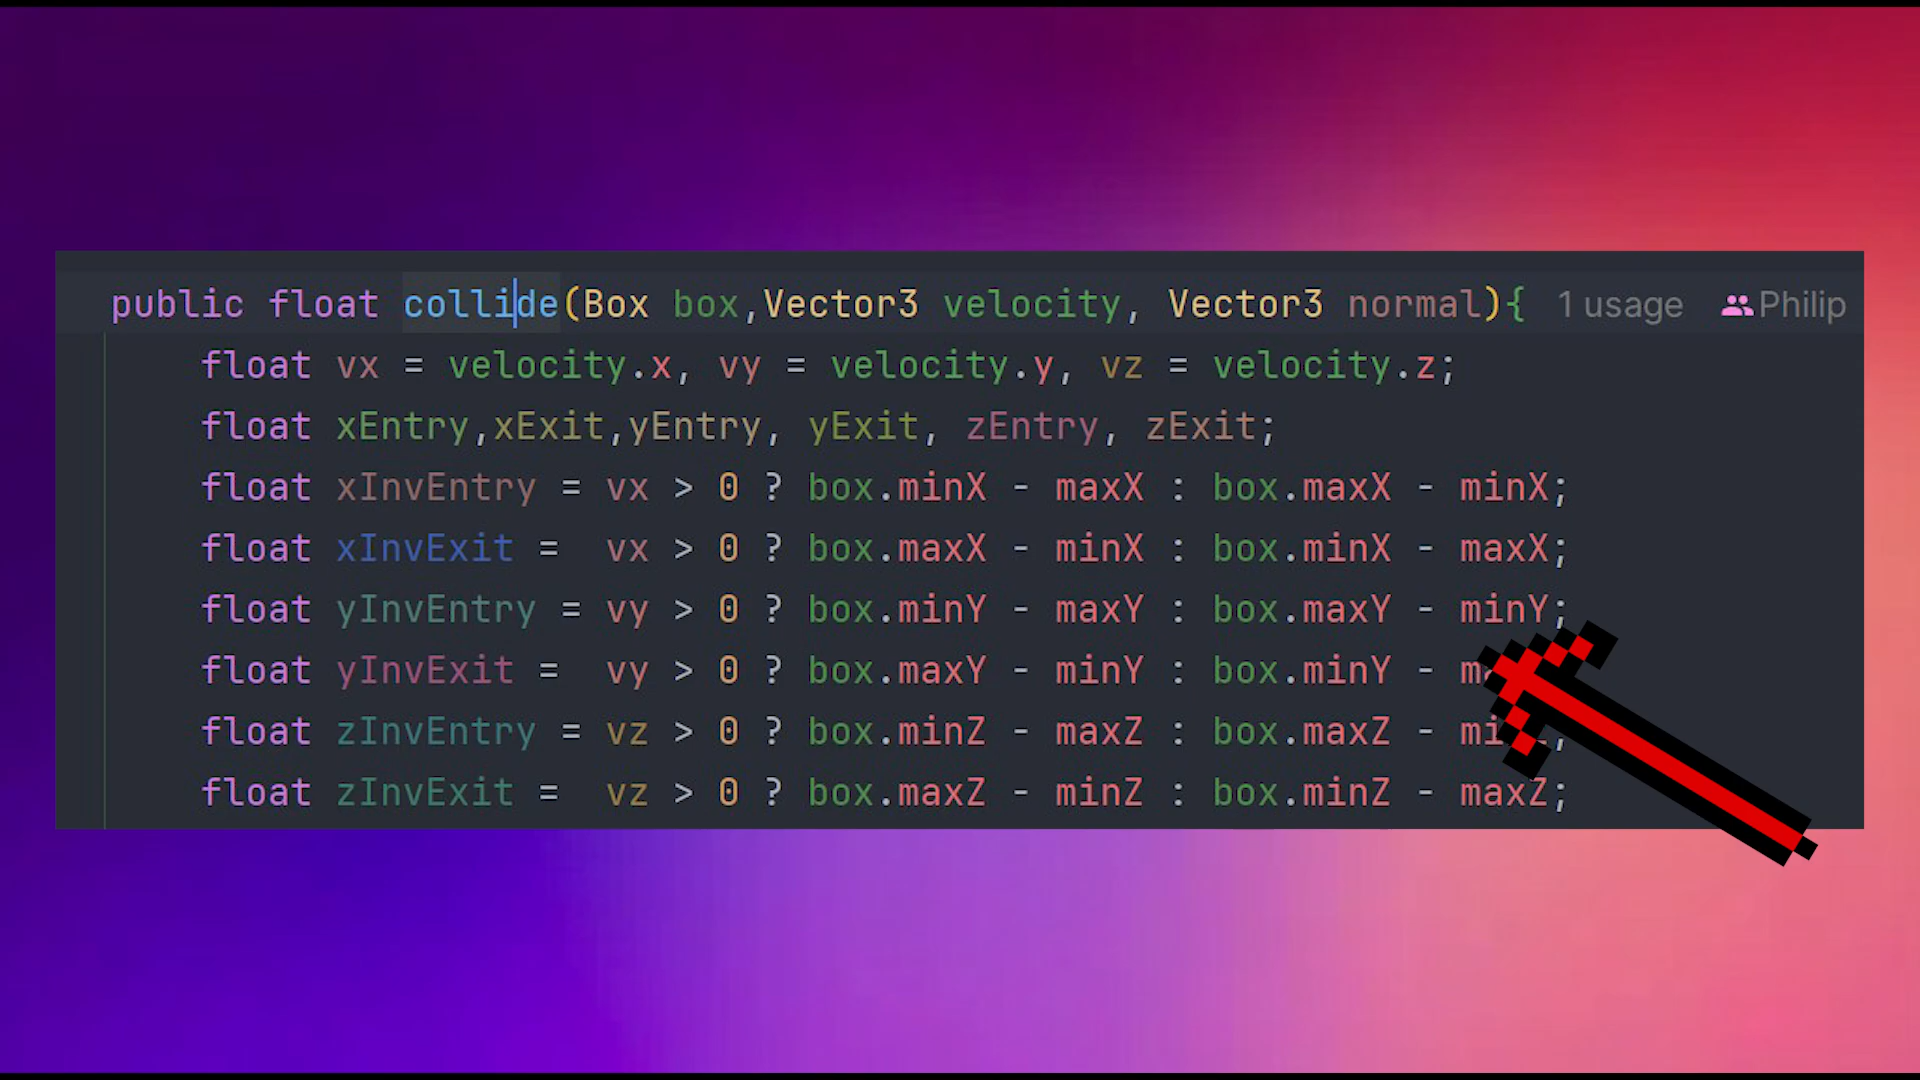 public float collide(Box box,Vector3 velocity, Vector3 normal){ 1 usage Philip
float vx = velocity.x, vy = velocity.y, vz = velocity.z;
float xEntry,xExit,yEntry, yExit, zEntry, zExit;
float xInvEntry = vx > 0 ? box.minX - maxX : box.maxX - minX;
float xInvExit =  vx > 0 ? box.maxX - minX : box.minX - maxX;
float yInvEntry = vy > 0 ? box.minY - maxY : box.maxY - minY;
float yInvExit =  vy > 0 ? box.maxY - minY : box.minY -
float zInvEntry = vz > 0 ? box.minZ - maxZ : box.maxZ -
float zInvExit =  vz > 0 ? box.maxZ - minZ : box.minZ - maxZ;